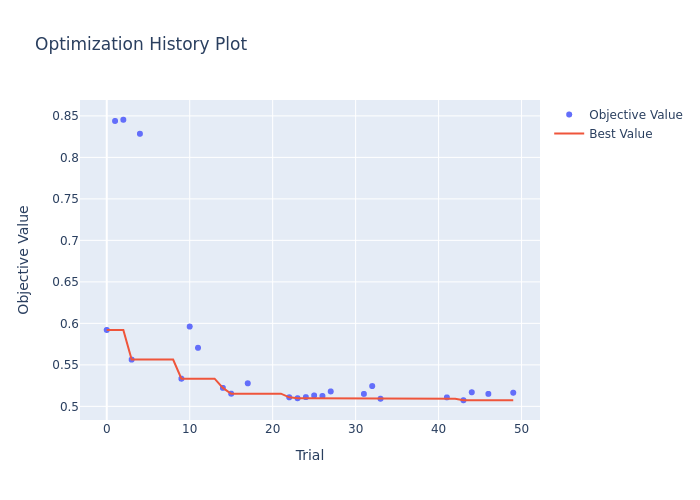 Optimization History Plot
Objective Value
Best Value
0.85
0.8
0.75
0.7
0.65
0.6
0.55
0.5
Objective Value
0 10 20 30 40 50
Trial